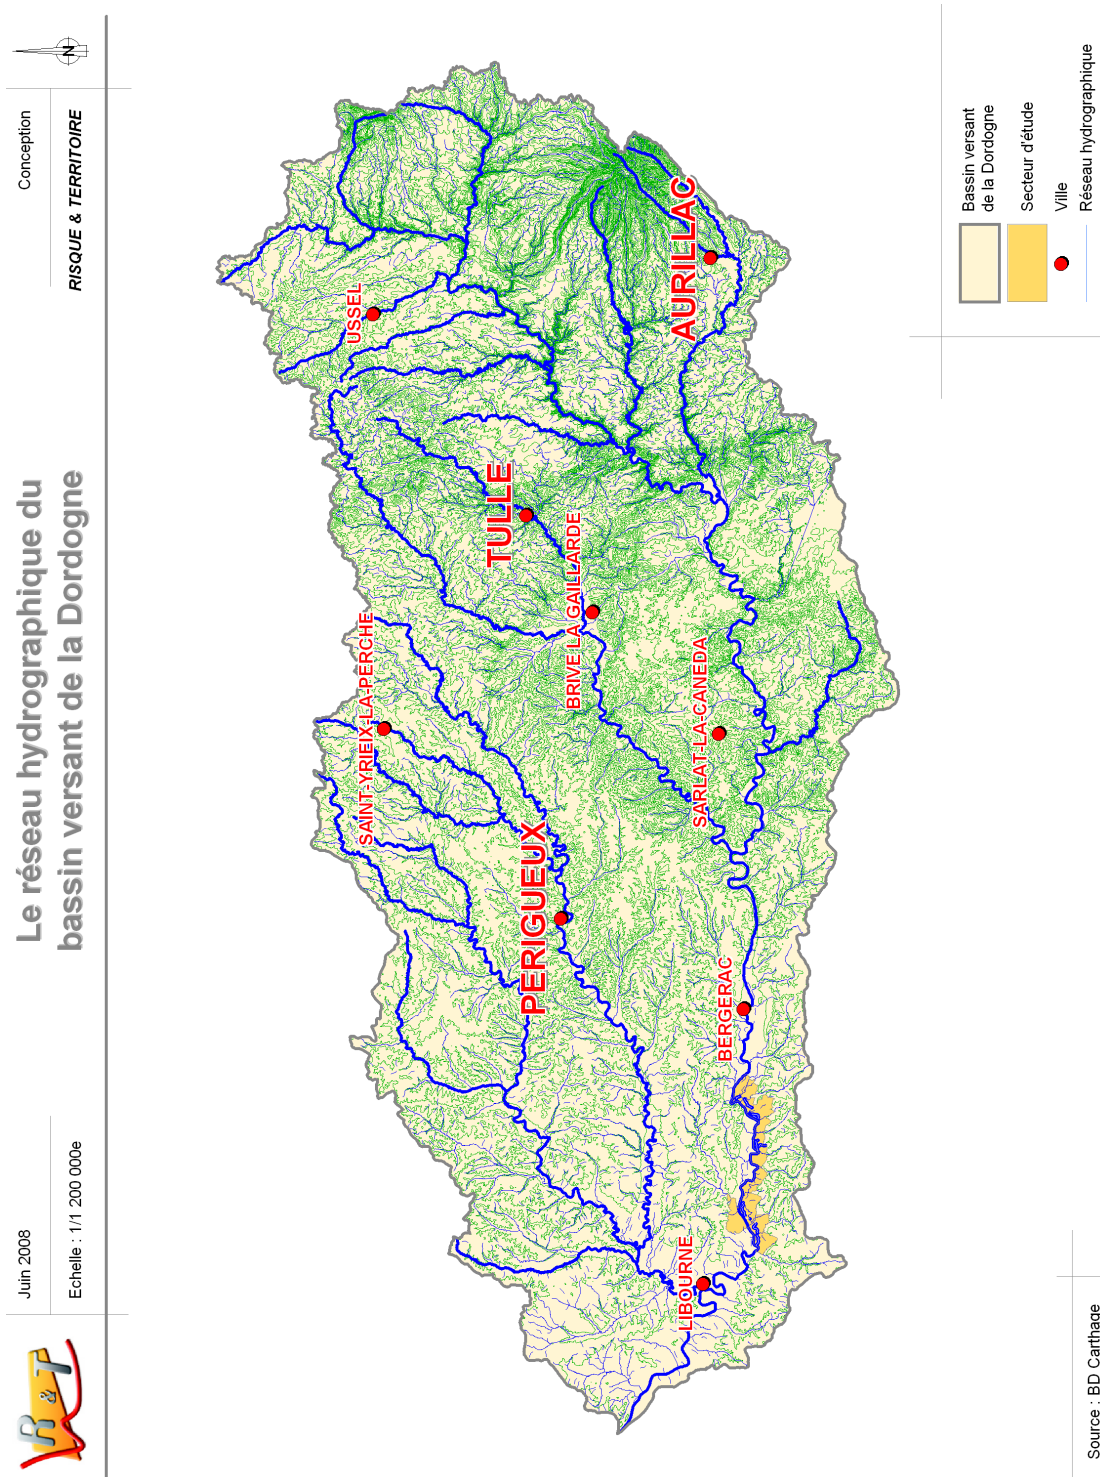 R & T
Juin 2008
Echelle : 1/1 200 000e
Le réseau hydrographique du
bassin versant de la Dordogne
Conception
RISQUE & TERRITOIRE
N
USSEL
AURILLAC
TULLE
BRIVE LA GAILLARDE
SAINT-YRIEIX-LA-PERCHE
SARLAT-LA-CANEDA
PERIGUEUX
BERGERAC
LIBOURNE
Bassin versant
de la Dordogne
Secteur d'étude
Ville
Réseau hydrographique
Source : BD Carthage